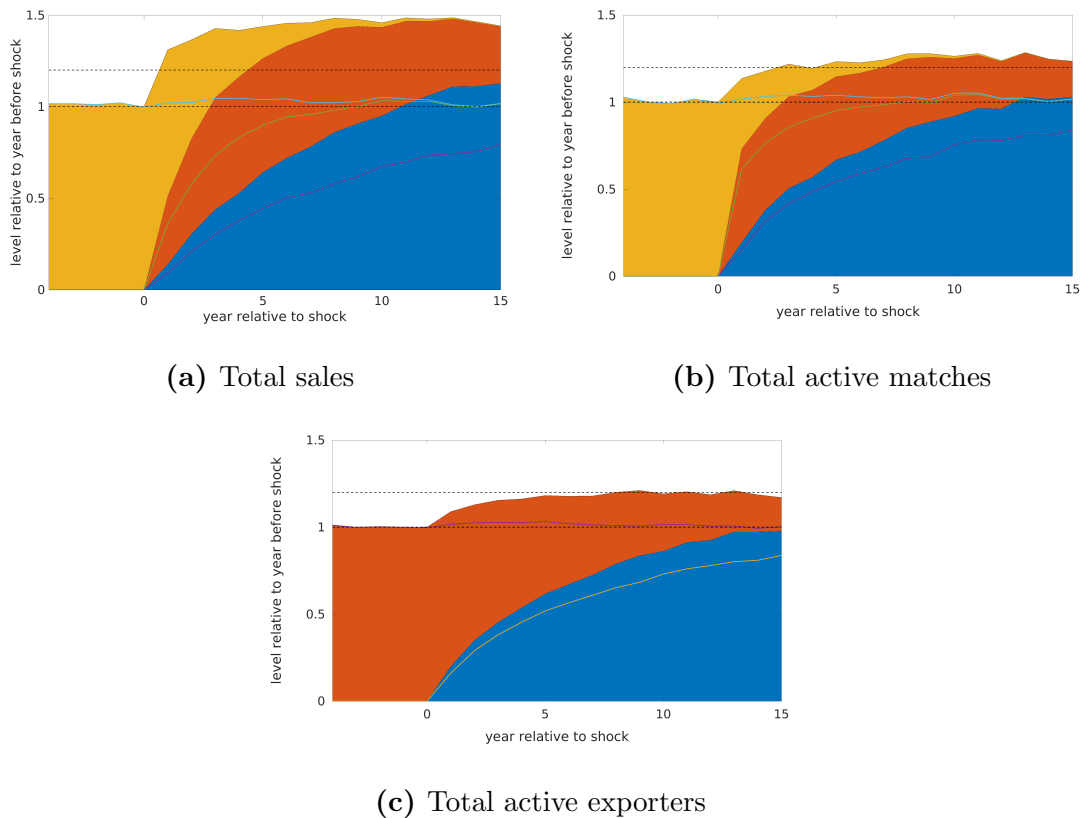 level relative to year before shock
1.5
1
0.5
0
0 5 10 15
year relative to shock
(a) Total sales
level relative to year before shock
1.5
1
0.5
0
0 5 10 15
year relative to shock
(b) Total active matches
level relative to year before shock
1.5
1
0.5
0
0 5 10 15
year relative to shock
(c) Total active exporters